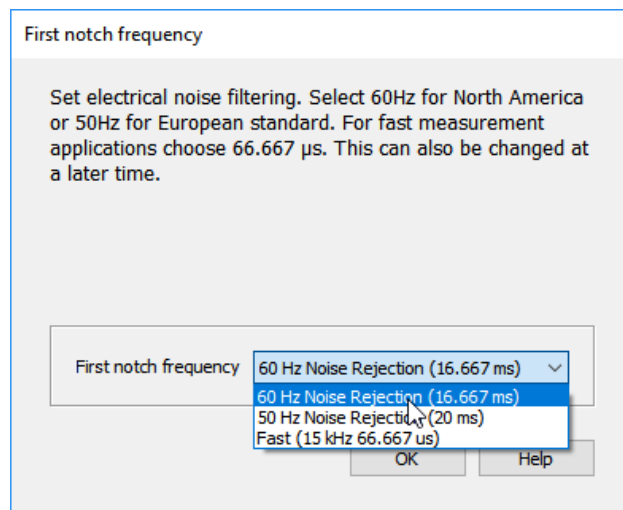 First notch frequency
Set electrical noise filtering. Select 60Hz for North America
or 50Hz for European standard. For fast measurement
applications choose 66.667 µs. This can also be changed at
a later time.
First notch frequency 60 Hz Noise Rejection (16.667 ms)
60 Hz Noise Rejection (16.667 ms)
50 Hz Noise Rejection (20 ms)
Fast (15 kHz 66.667 us)
OK Help